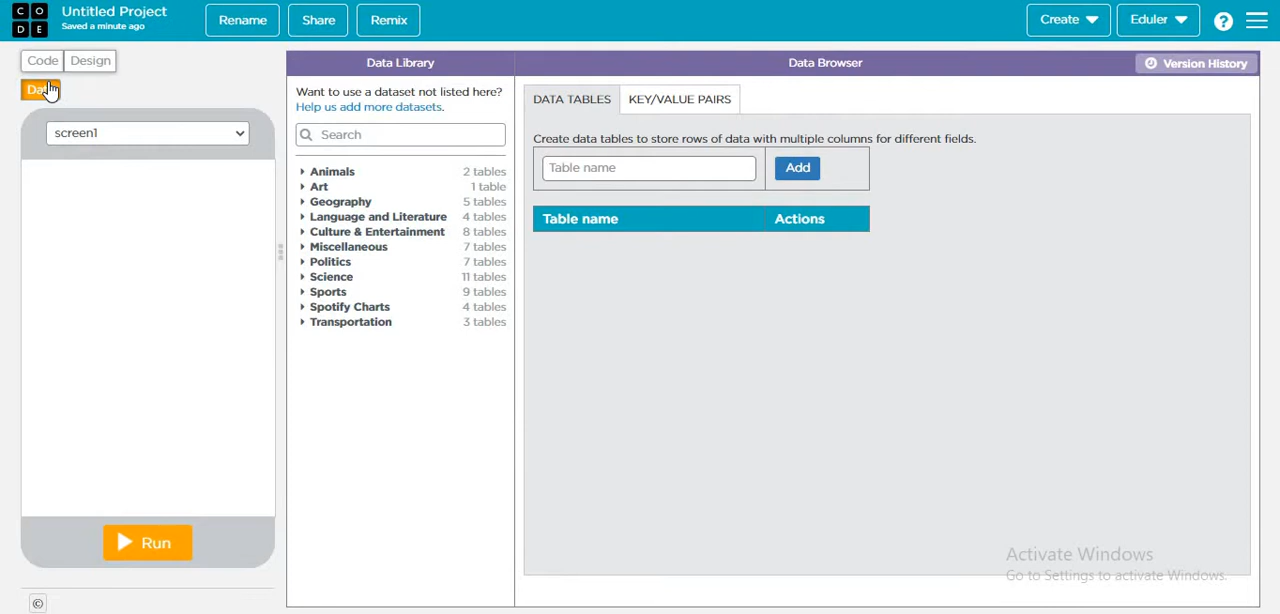 CO
DE
Untitled Project
Saved a minute ago
Rename
Share
Remix
Create
Eduler
?
Code
Design
screen1
Run
©
Data Library
Want to use a dataset not listed here?
Help us add more datasets.
Search
Animals 2 tables
Art 1 table
Geography 5 tables
Language and Literature 4 tables
Culture & Entertainment 8 tables
Miscellaneous 7 tables
Politics 7 tables
Science 11 tables
Sports 9 tables
Spotify Charts 4 tables
Transportation 3 tables
Data Browser
Version History
DATA TABLES
KEY/VALUE PAIRS
Create data tables to store rows of data with multiple columns for different fields.
Table name
Add
Table name Actions
Activate Windows
Go to Settings to activate Windows.